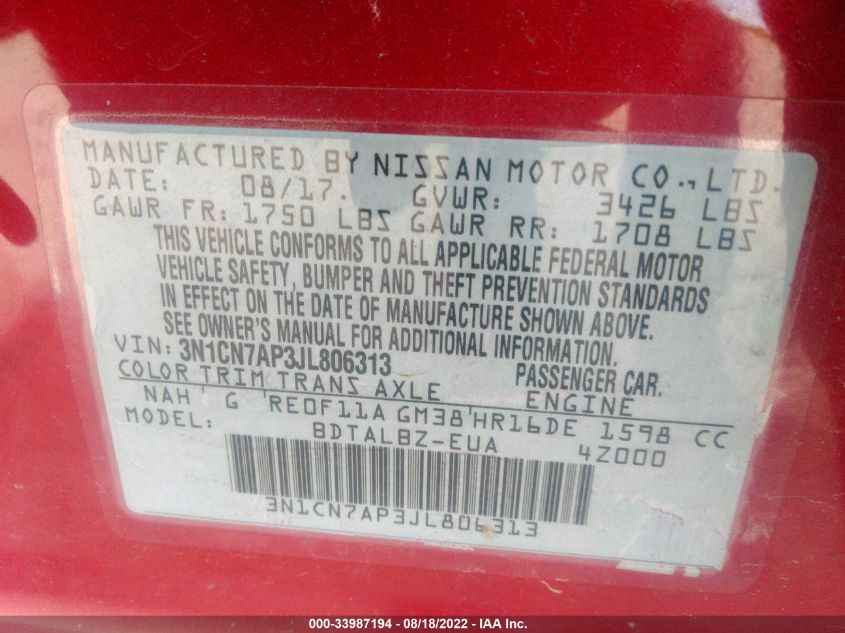 MANUFACTURED BY NISSAN MOTOR CO., LTD.
DATE: 08/17. GVWR: 3426 LBS
GAWR FR: 1750 LBS GAWR RR: 1708 LBS
THIS VEHICLE CONFORMS TO ALL APPLICABLE FEDERAL MOTOR
VEHICLE SAFETY, BUMPER AND THEFT PREVENTION STANDARDS
IN EFFECT ON THE DATE OF MANUFACTURE SHOWN ABOVE.
SEE OWNER'S MANUAL FOR ADDITIONAL INFORMATION.
VIN: 3N1CN7AP3JL806313 PASSENGER CAR.
COLOR TRIM TRANS AXLE ENGINE
NAH G RE0F11A GM38 HR16DE 1598 CC
MODEL: BDTALBZ-EUA 4Z000
3N1CN7AP3JL806313
000-33987194 - 08/18/2022 - IAA Inc.